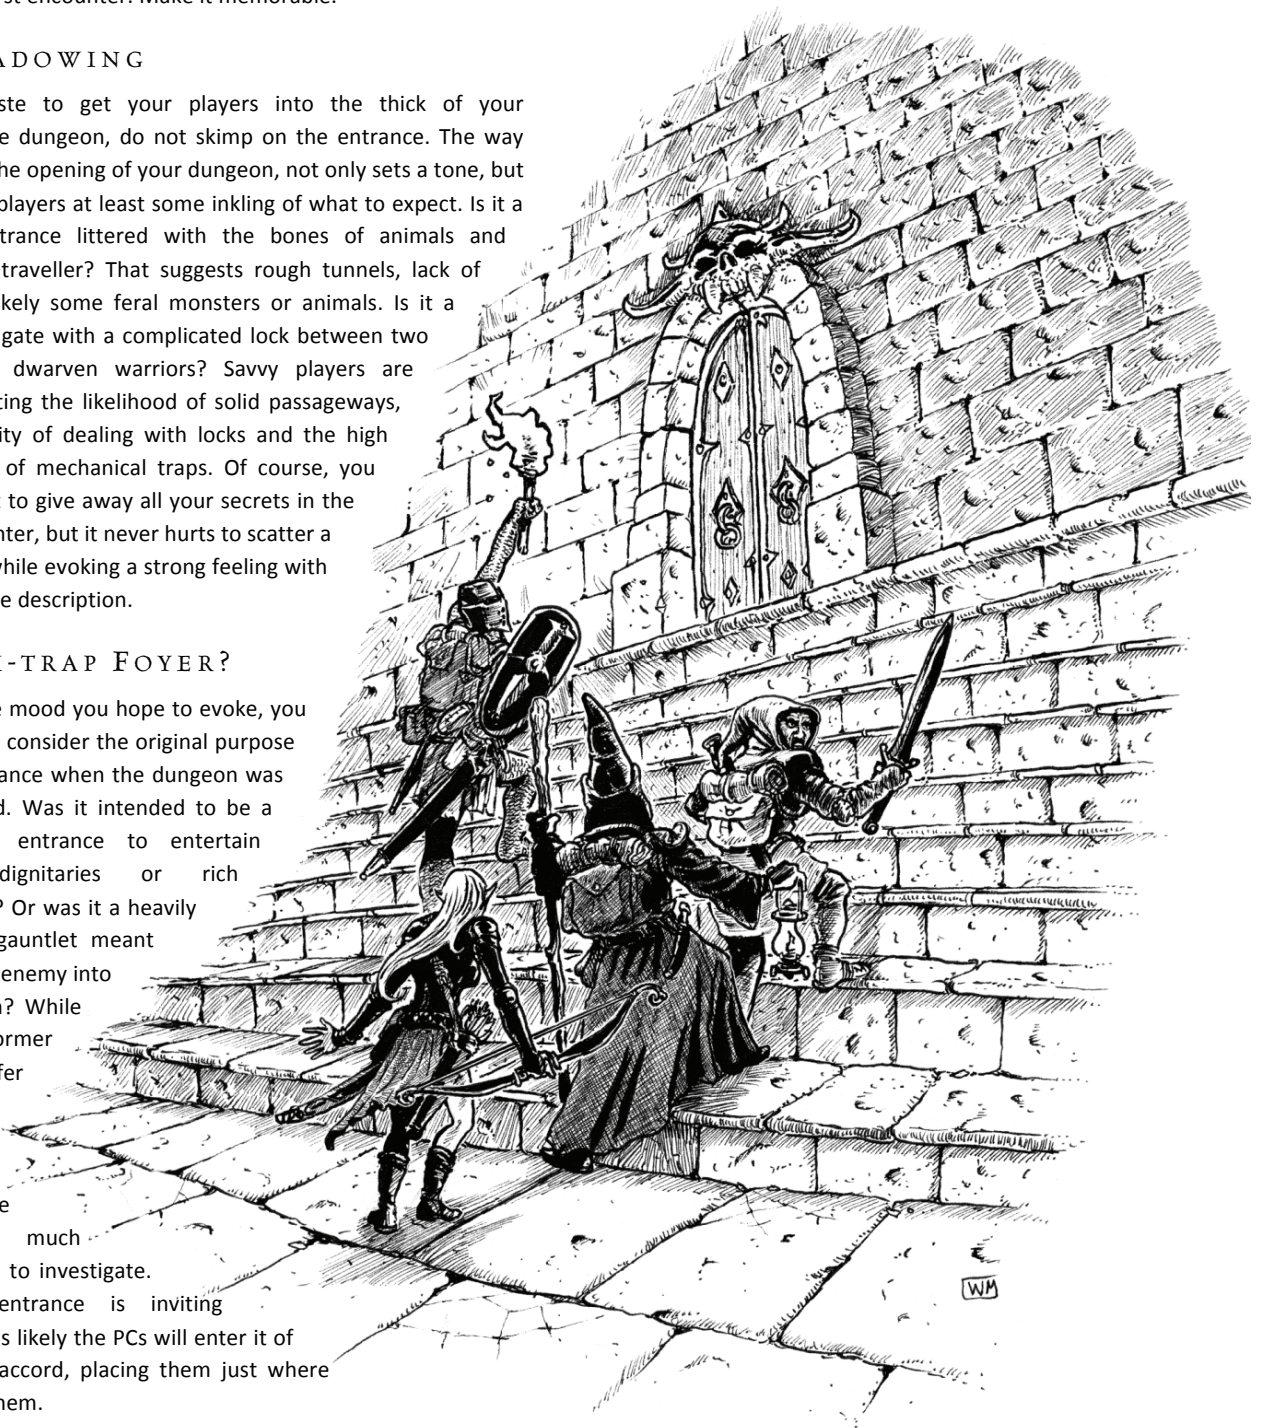 rst encounter. Make it memorable.
ADOWING
ste to get your players into the thick of your
e dungeon, do not skimp on the entrance. The way
he opening of your dungeon, not only sets a tone, but
players at least some inkling of what to expect. Is it a
trance littered with the bones of animals and
traveller? That suggests rough tunnels, lack of
kely some feral monsters or animals. Is it a
gate with a complicated lock between two
dwarven warriors? Savvy players are
ting the likelihood of solid passageways,
ity of dealing with locks and the high
of mechanical traps. Of course, you
t to give away all your secrets in the
nter, but it never hurts to scatter a
while evoking a strong feeling with
e description.
-TRAP FOYER?
e mood you hope to evoke, you
consider the original purpose
ance when the dungeon was
d. Was it intended to be a
entrance to entertain
dignitaries or rich
? Or was it a heavily
gauntlet meant
enemy into
? While
ormer
fer
e
much
to investigate.
entrance is inviting
s likely the PCs will enter it of
accord, placing them just where
hem.
WM